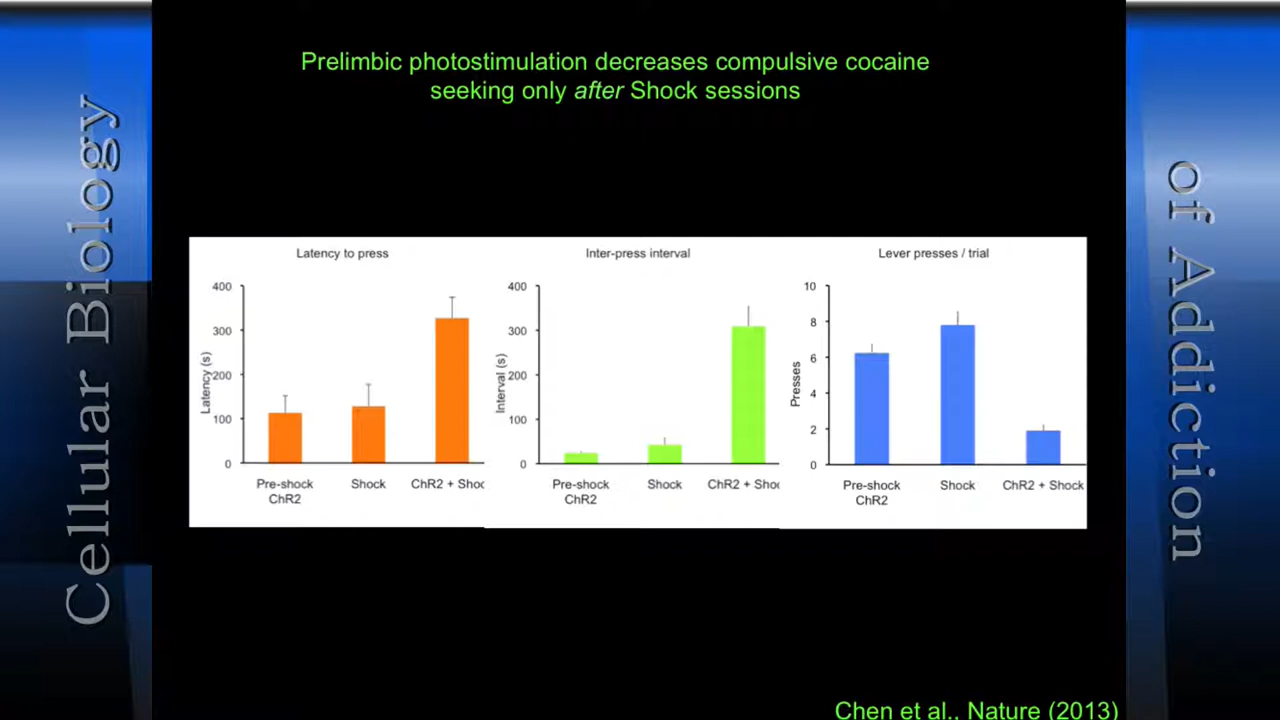 Cellular Biology
Prelimbic photostimulation decreases compulsive cocaine
seeking only after Shock sessions
Latency to press
400
300
200
100
0
Latency (s)
Pre-shock
ChR2
Shock
ChR2 + Shoc
Inter-press interval
400
300
200
100
0
Interval (s)
Pre-shock
ChR2
Shock
ChR2 + Shoc
Lever presses / trial
10
8
6
4
2
0
Presses
Pre-shock
ChR2
Shock
ChR2 + Shock
of Addiction
Chen et al., Nature (2013)